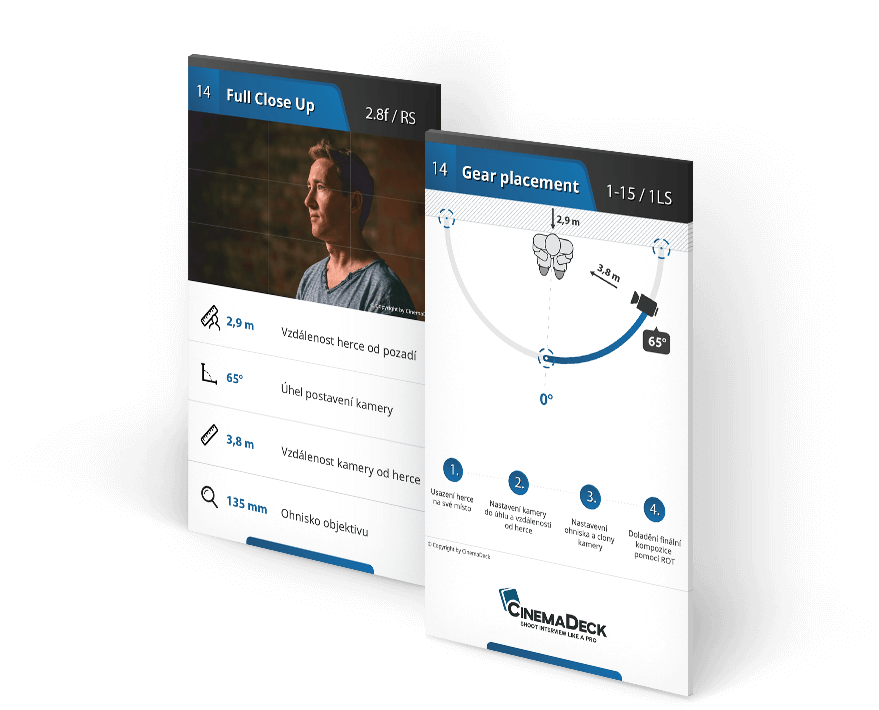 14 Full Close Up 2.8f / RS
© Copyright by Cinema
2,9 m Vzdálenost herce od pozadí
65° Úhel postavení kamery
3,8 m Vzdálenost kamery od herce
135 mm Ohnisko objektivu
14 Gear placement 1-15 / 1LS
2,9 m
3,8 m
65°
0°
1.
Usazení herce
na své místo
2.
Nastavení kamery
do úhlu a vzdálenosti
od herce
3.
Nastavevní
ohniska a clony
kamery
4.
Doladění finální
kompozice
pomocí ROT
© Copyright by CinemaDeck
CINEMADECK
SHOOT INTERVIEW LIKE A PRO